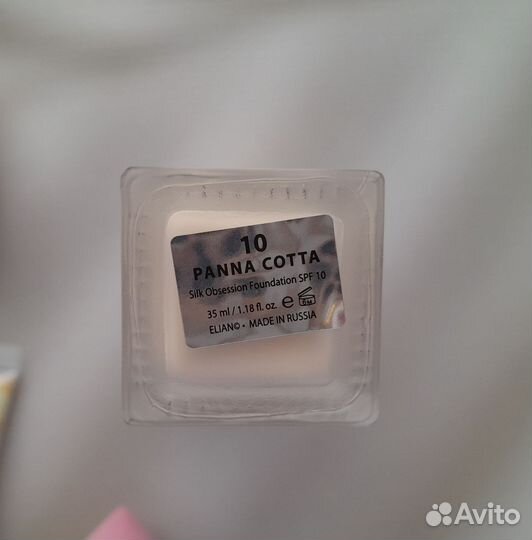 10
PANNA COTTA
Silk Obsession Foundation SPF 10
35 ml / 1.18 fl. oz. e 6M
ELIAN© • MADE IN RUSSIA
Avito